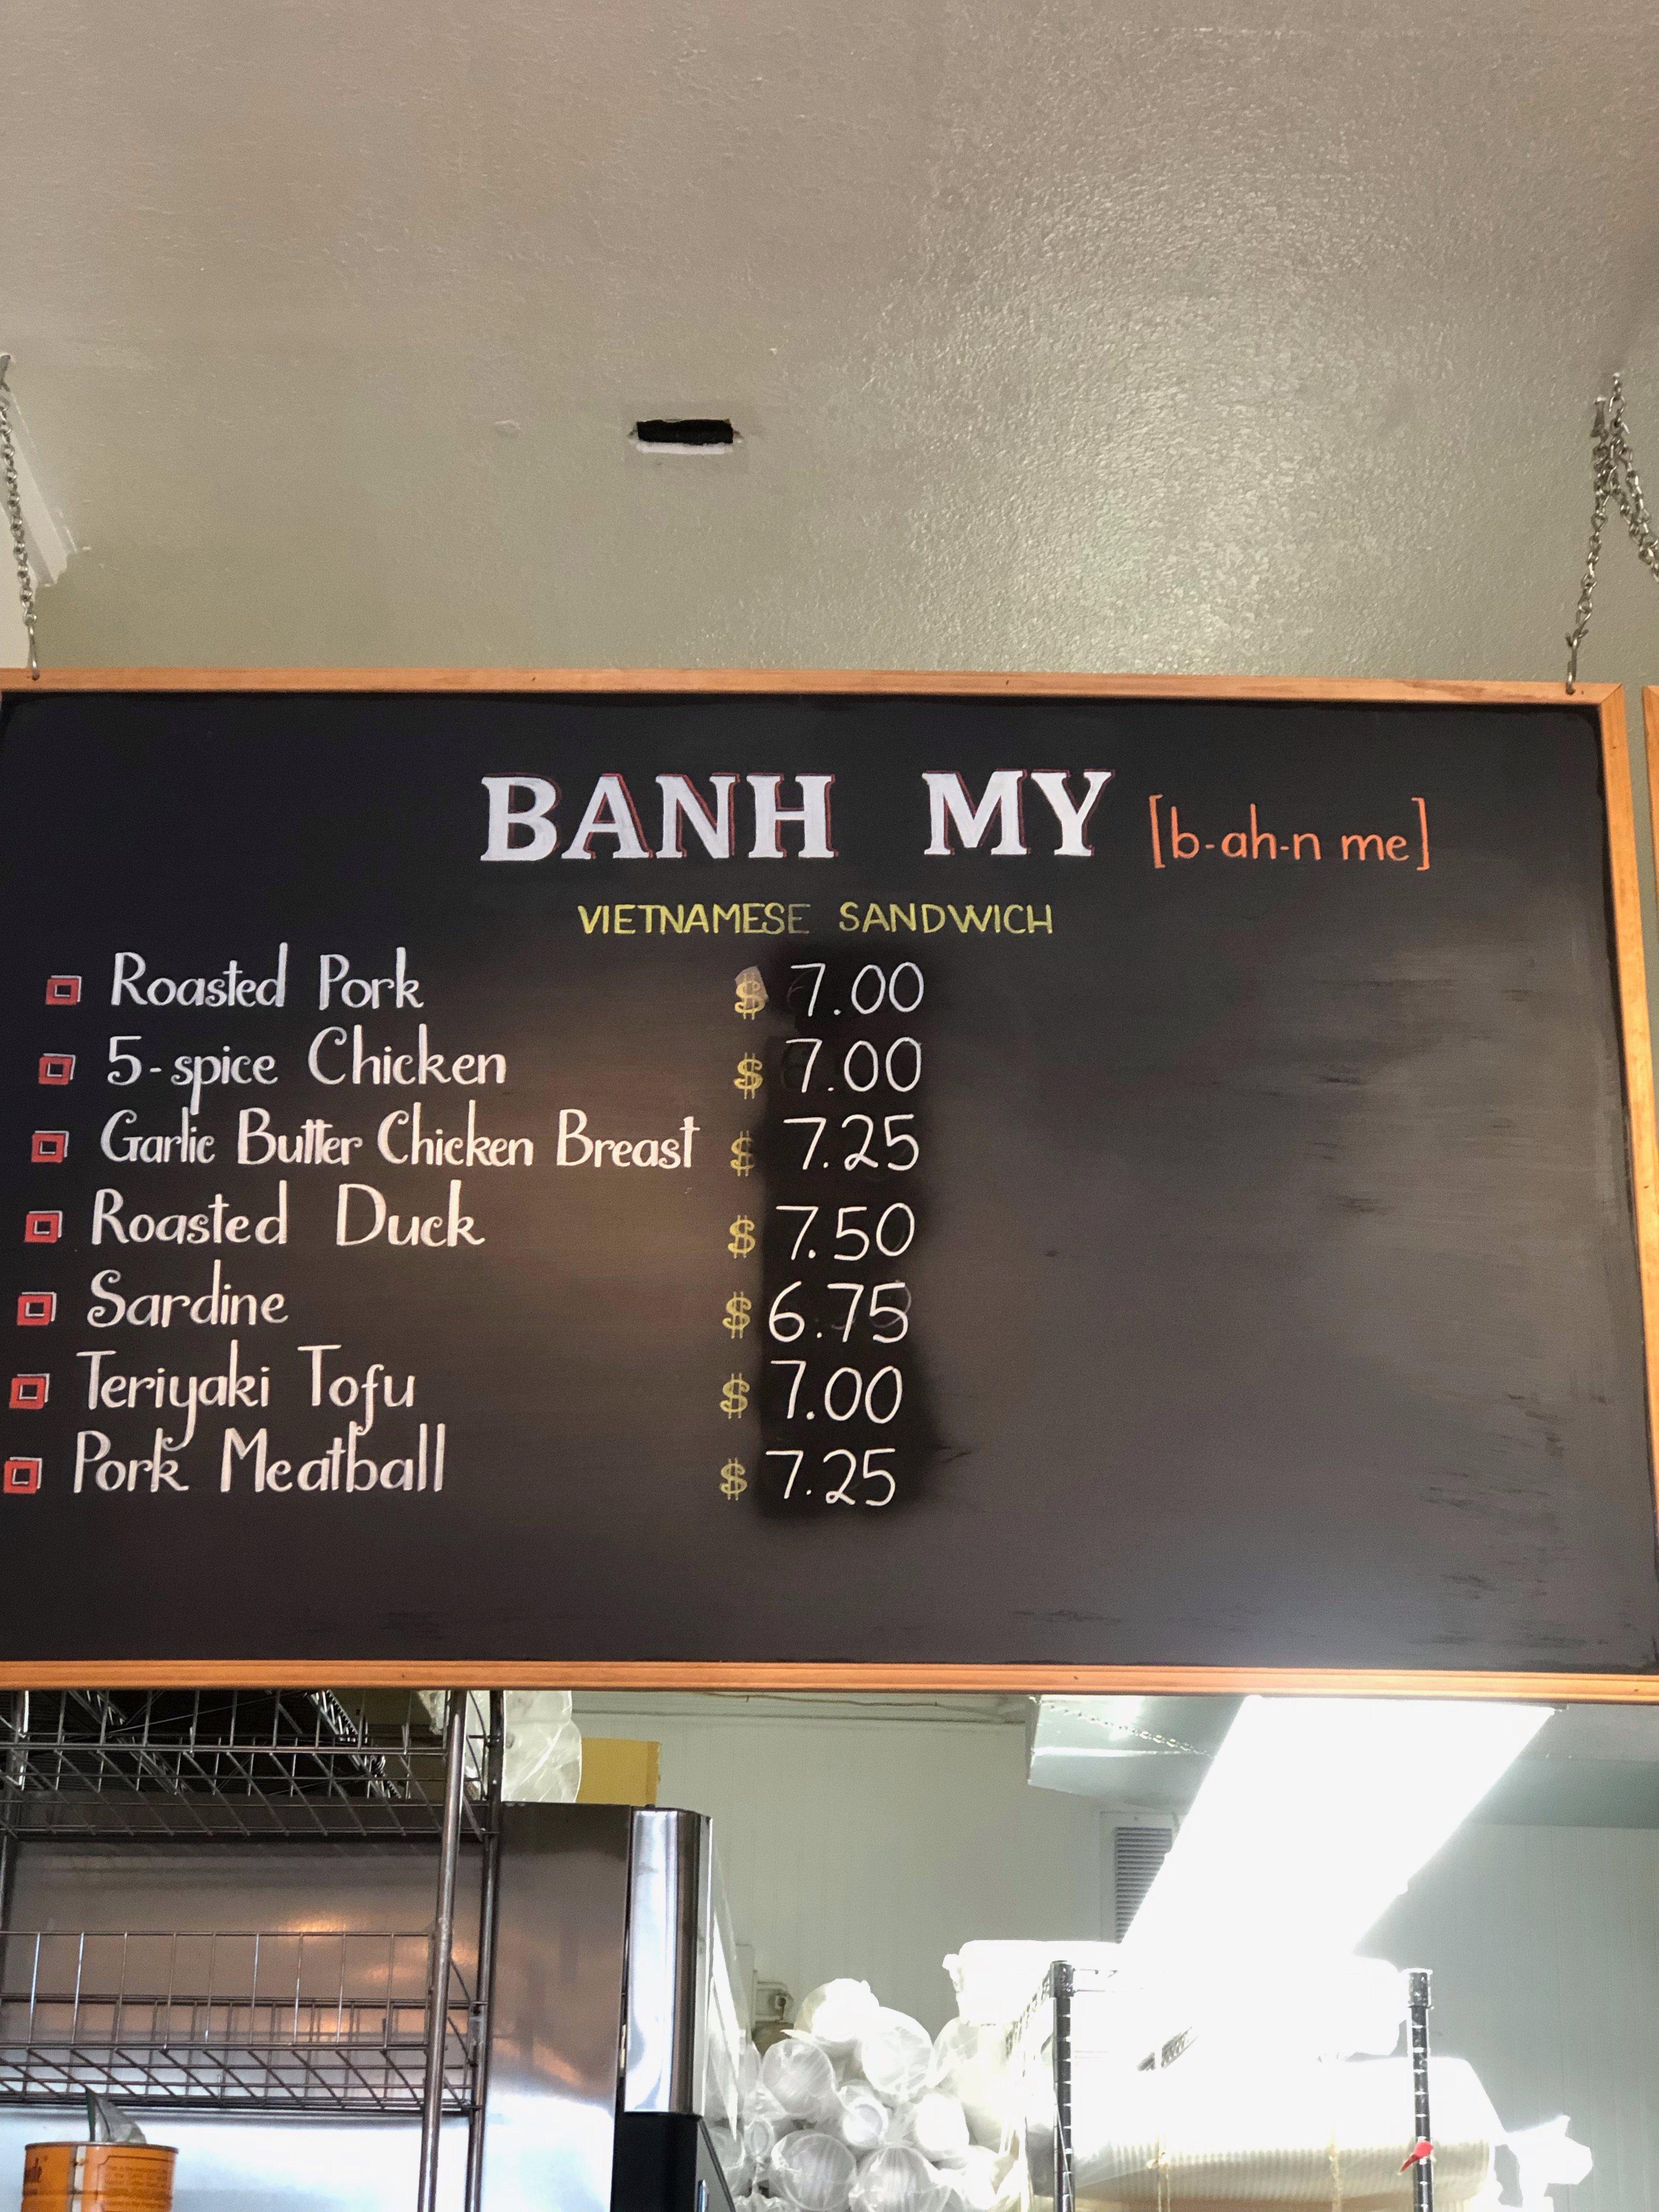 BANH MY [b-ah-n me]
VIETNAMESE SANDWICH
Roasted Pork $ 7.00
5-spice Chicken $ 7.00
Garlic Butter Chicken Breast $ 7.25
Roasted Duck $ 7.50
Sardine $ 6.75
Teriyaki Tofu $ 7.00
Pork Meatball $ 7.25